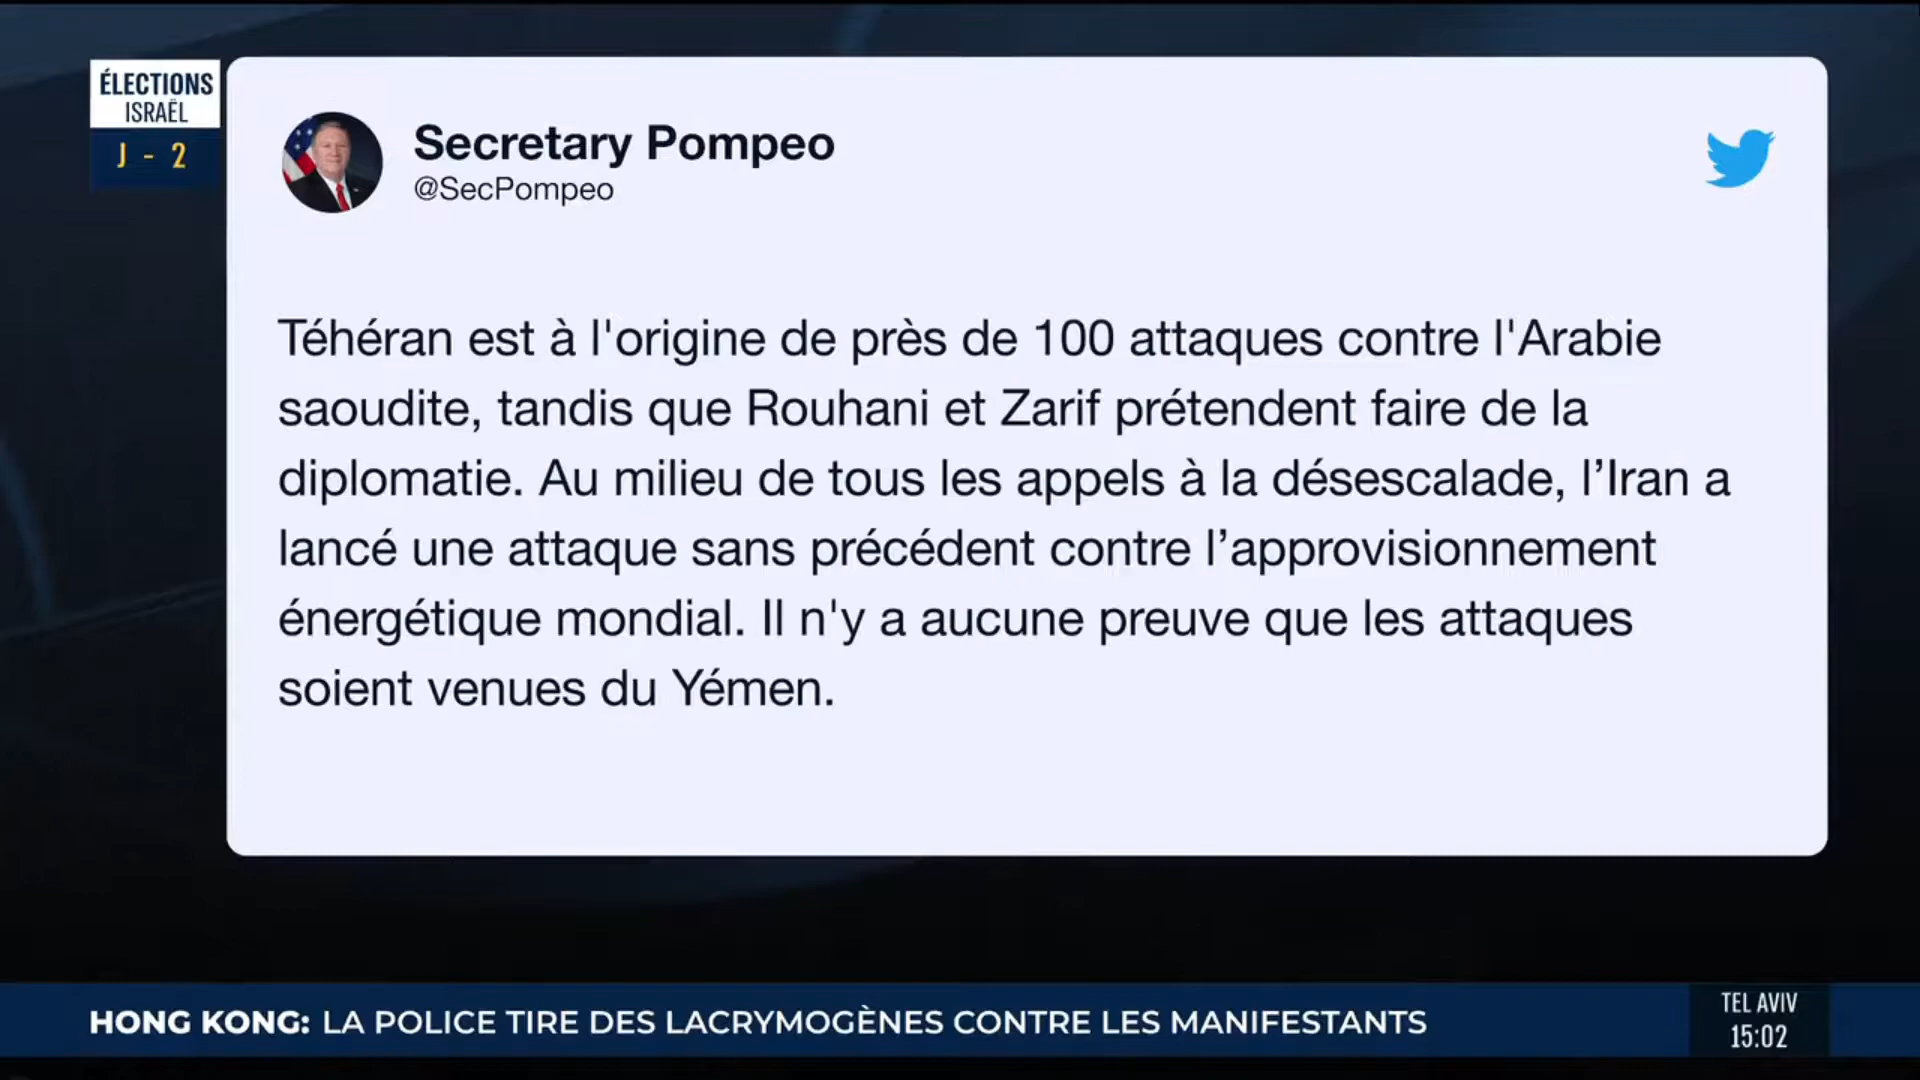 ÉLECTIONS
ISRAËL
J - 2
Secretary Pompeo
@SecPompeo
Téhéran est à l'origine de près de 100 attaques contre l'Arabie
saoudite, tandis que Rouhani et Zarif prétendent faire de la
diplomatie. Au milieu de tous les appels à la désescalade, l’Iran a
lancé une attaque sans précédent contre l’approvisionnement
énergétique mondial. Il n'y a aucune preuve que les attaques
soient venues du Yémen.
HONG KONG: LA POLICE TIRE DES LACRYMOGÈNES CONTRE LES MANIFESTANTS
TEL AVIV
15:02